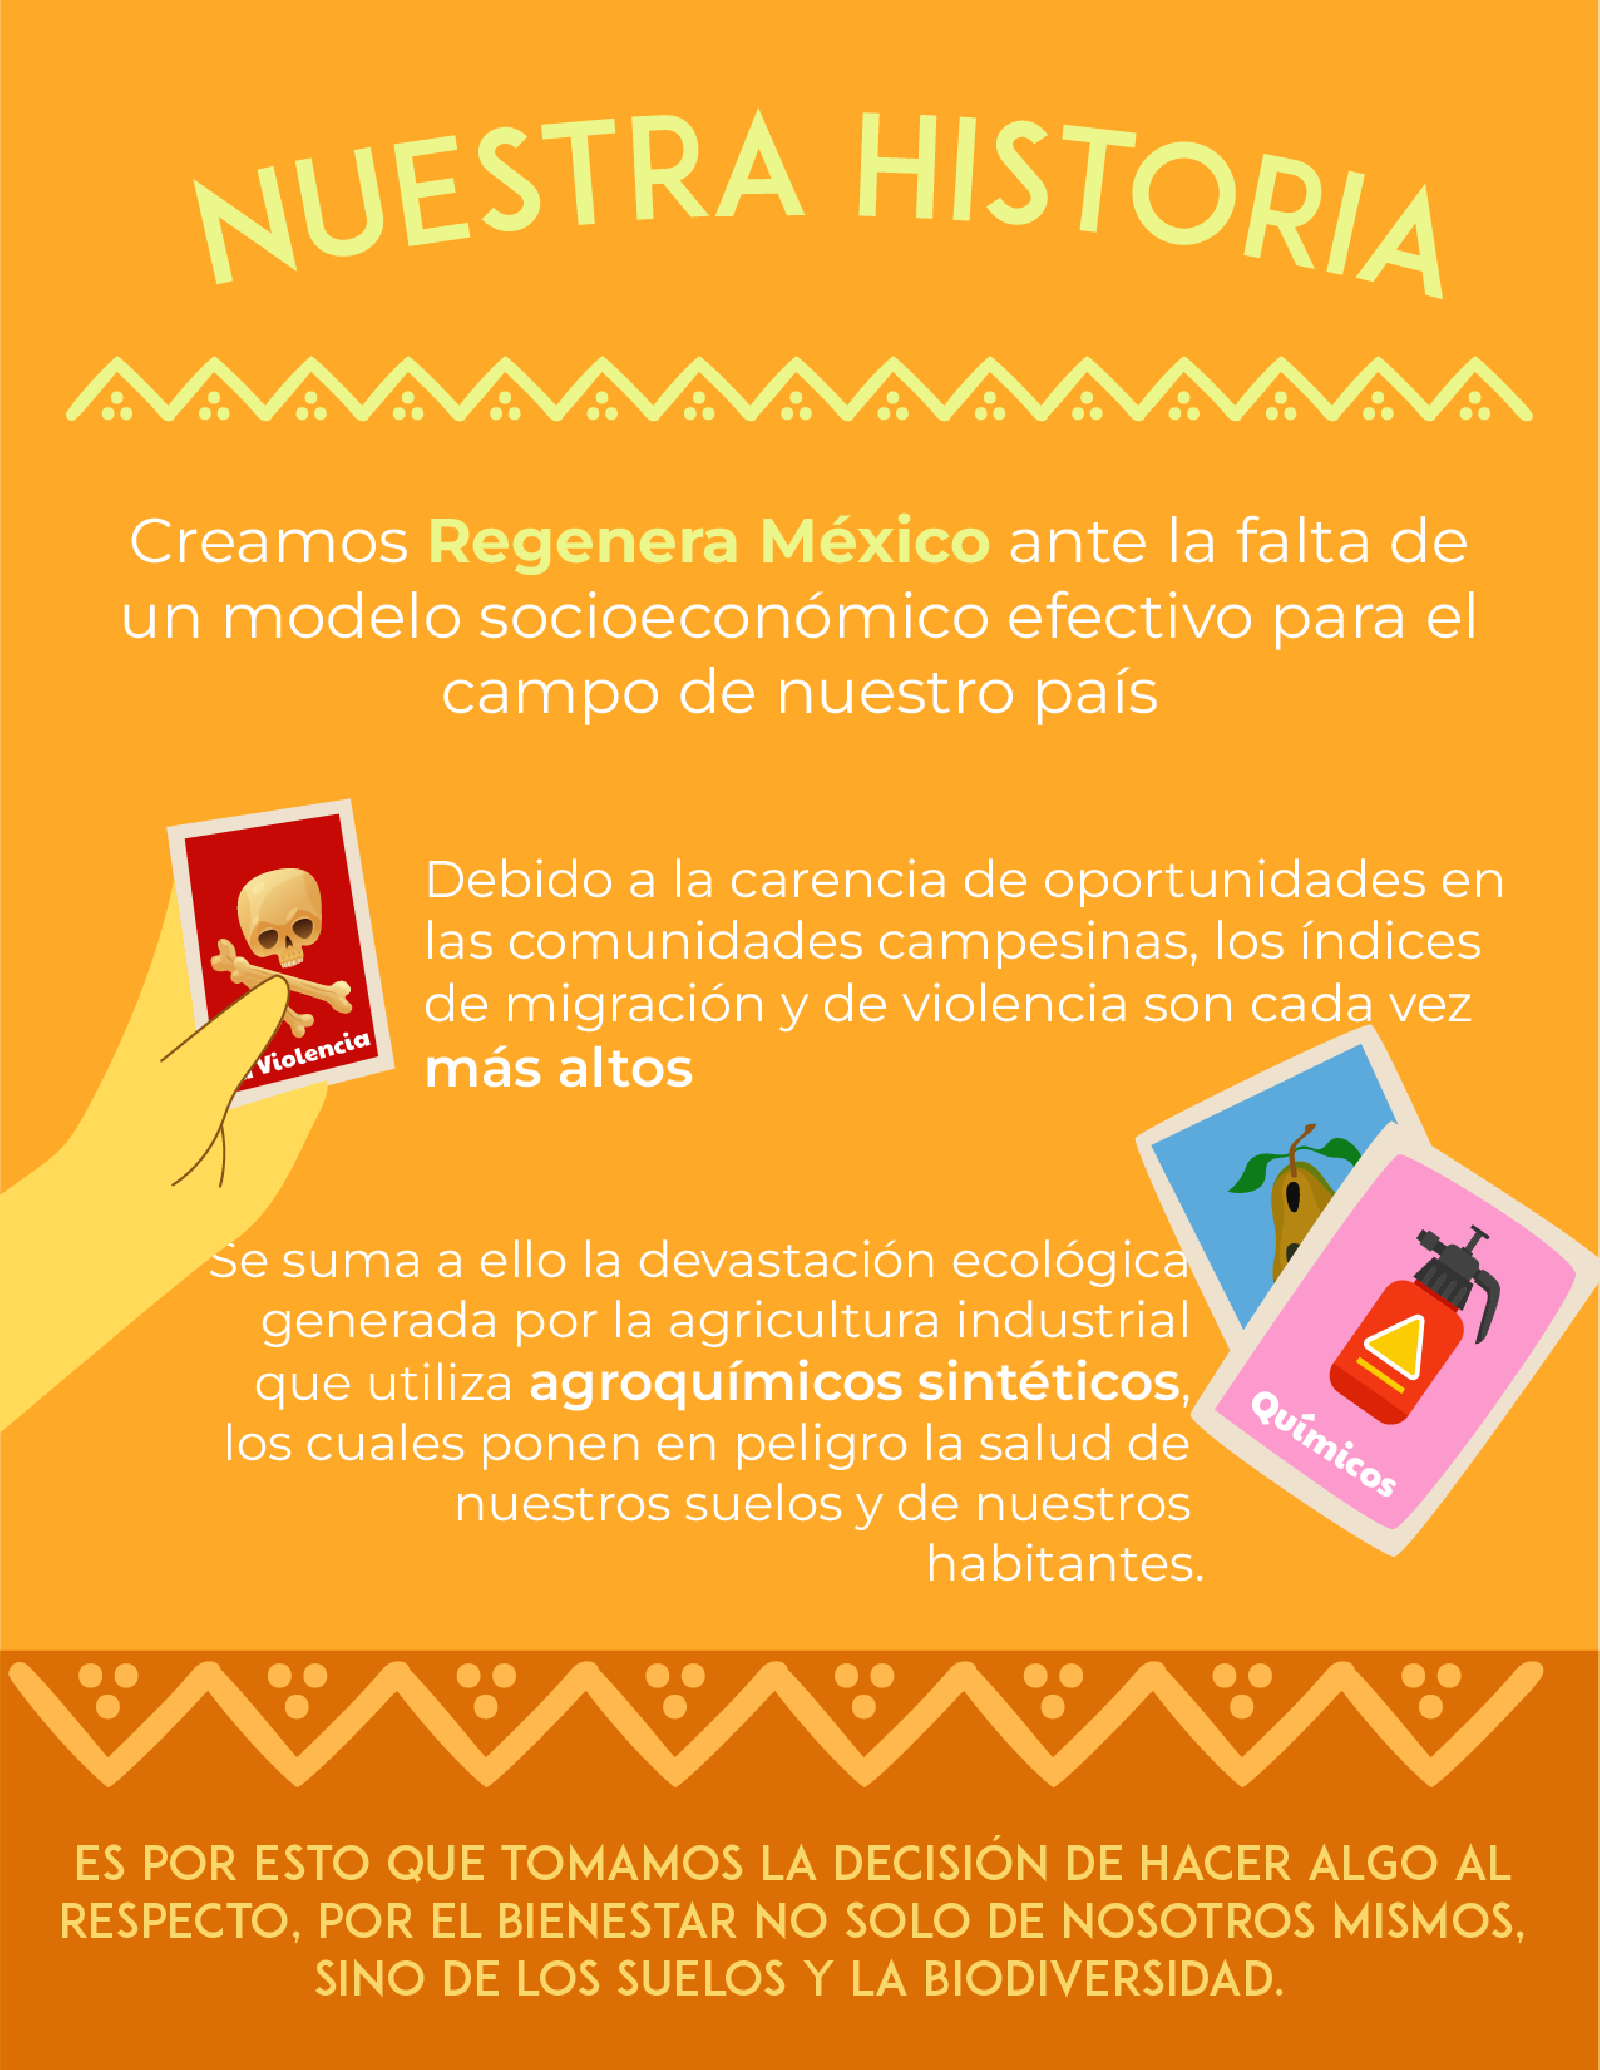 NUESTRA HISTORIA
Creamos Regenera México ante la falta de
un modelo socioeconómico efectivo para el
campo de nuestro país
Debido a la carencia de oportunidades en
las comunidades campesinas, los índices
de migración y de violencia son cada vez
más altos
Violencia
Se suma a ello la devastación ecológica
generada por la agricultura industrial
que utiliza agroquímicos sintéticos,
los cuales ponen en peligro la salud de
nuestros suelos y de nuestros
habitantes.
Químicos
ES POR ESTO QUE TOMAMOS LA DECISIÓN DE HACER ALGO AL
RESPECTO, POR EL BIENESTAR NO SOLO DE NOSOTROS MISMOS,
SINO DE LOS SUELOS Y LA BIODIVERSIDAD.